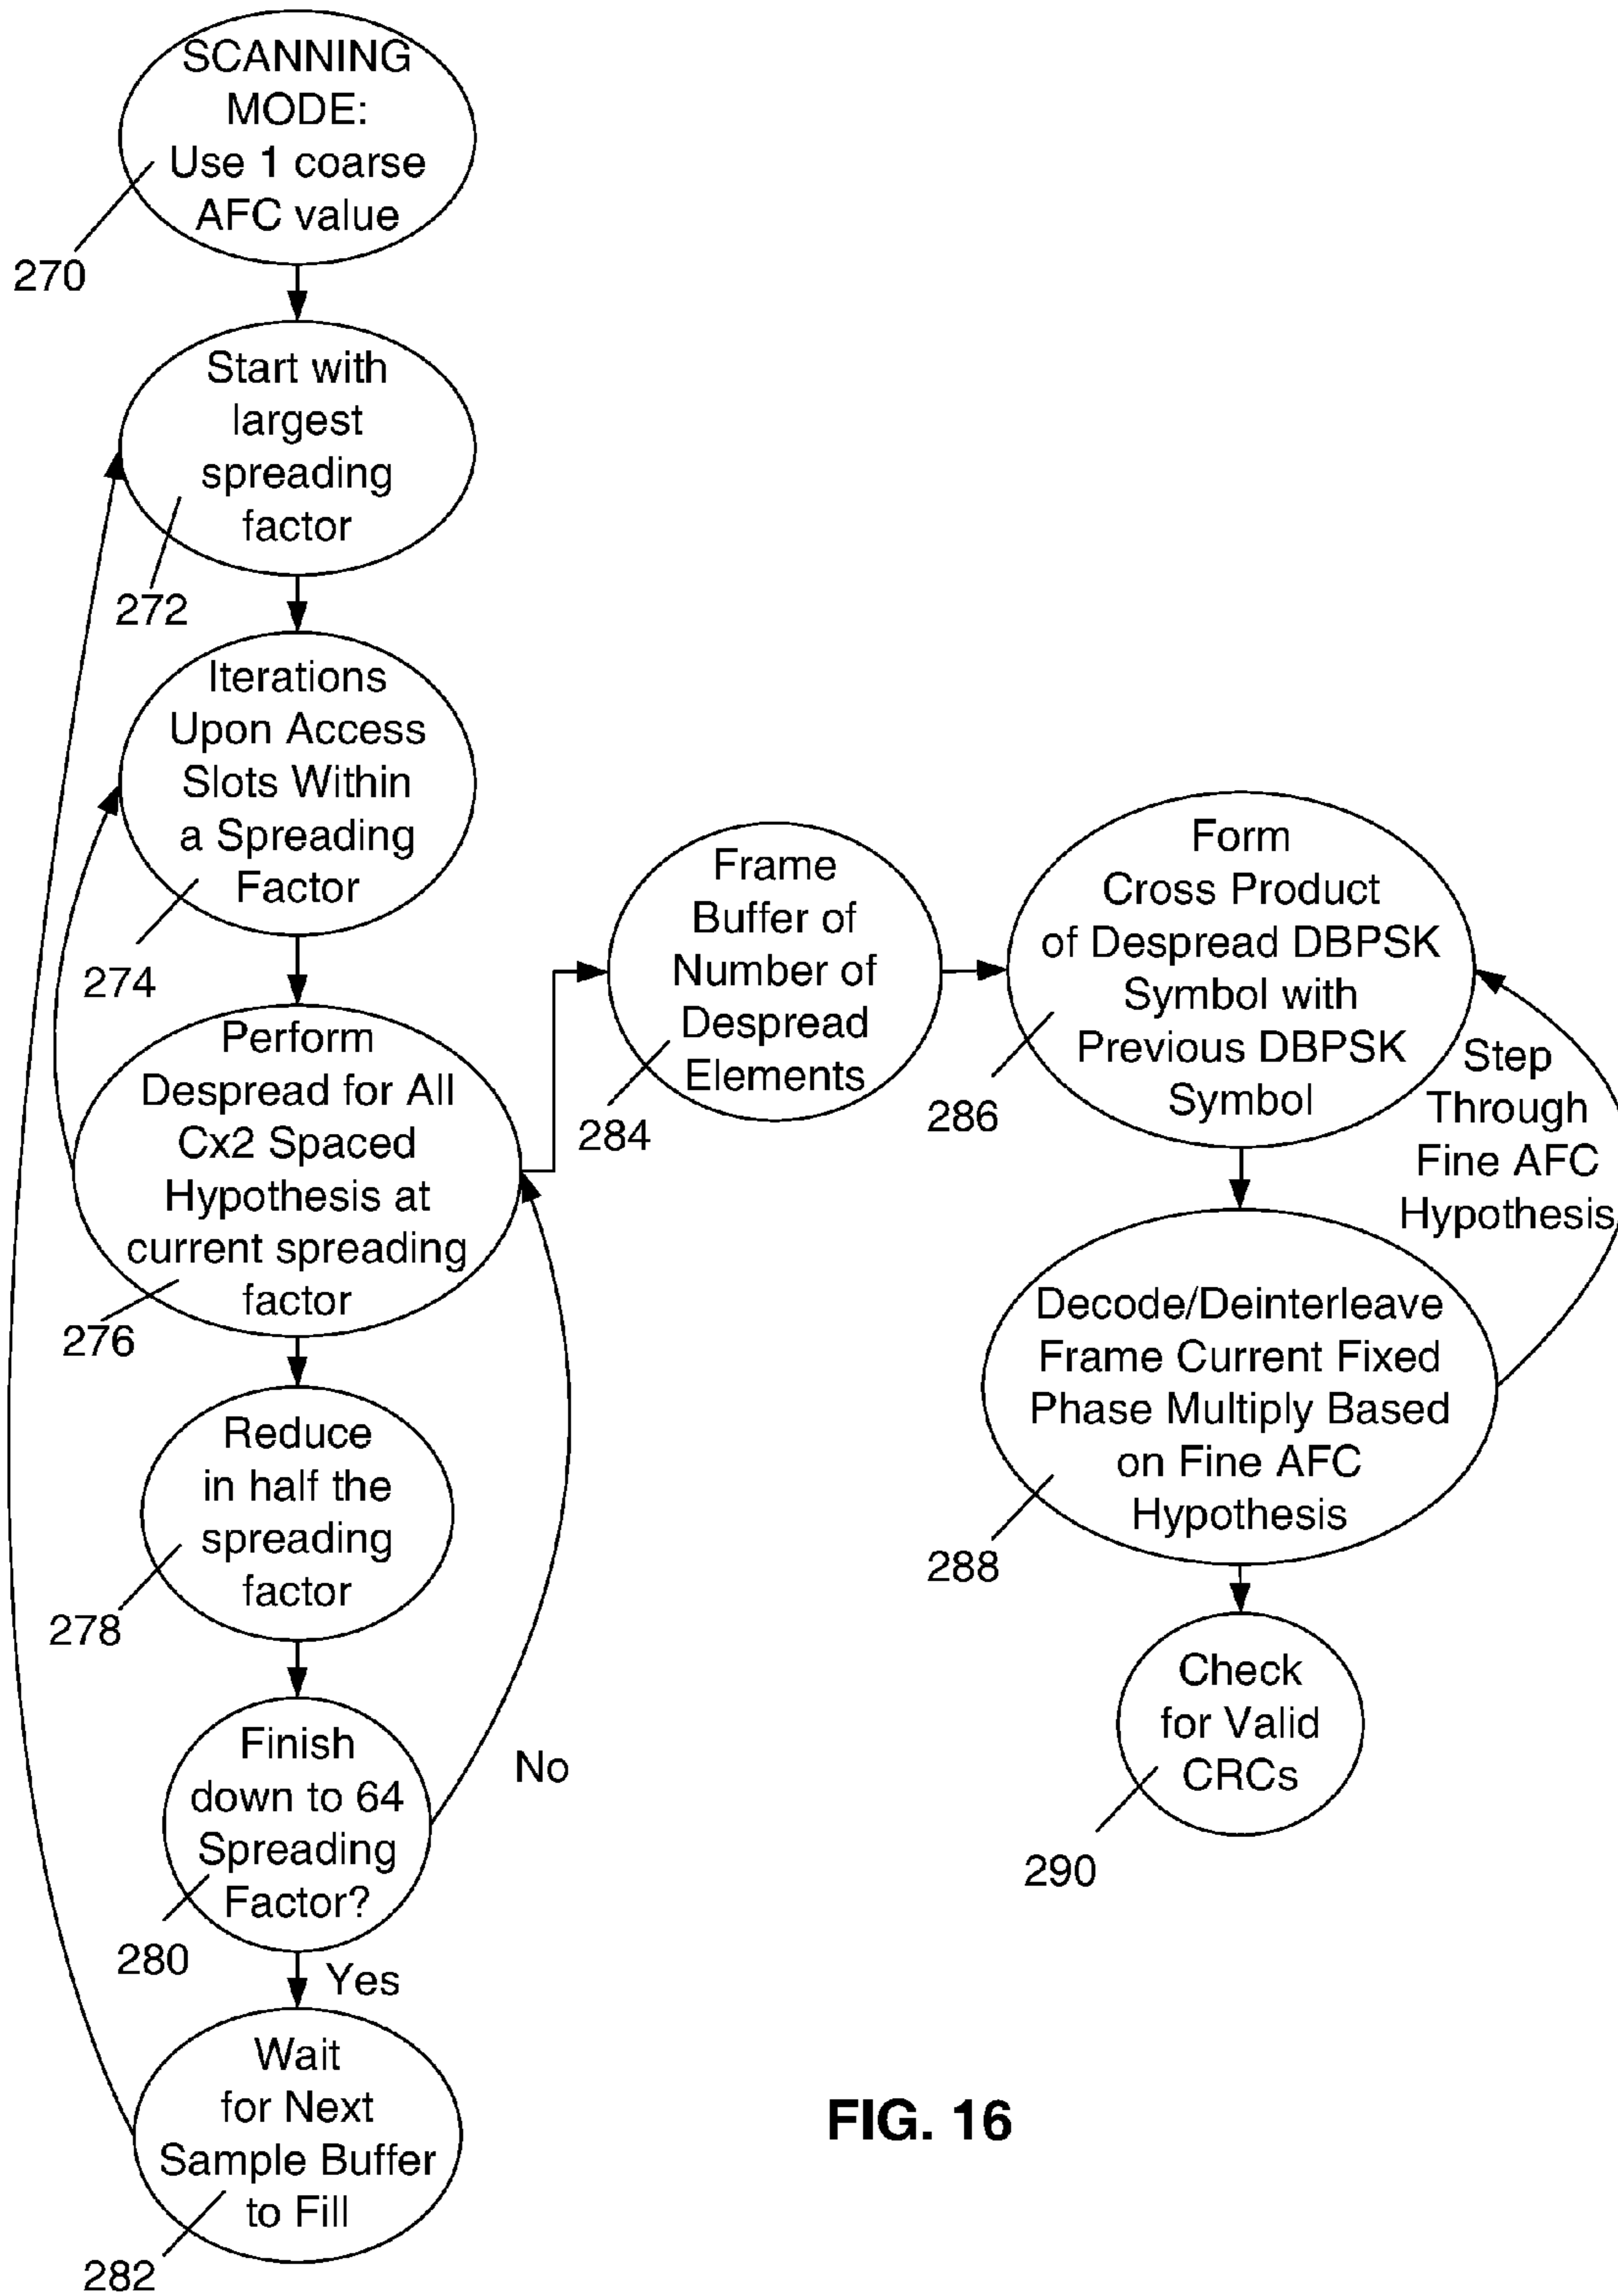 SCANNING
MODE:
Use 1 coarse
AFC value
270
Start with
largest
spreading
factor
272
Iterations
Upon Access
Slots Within
a Spreading
Factor
274
Perform
Despread for All
Cx2 Spaced
Hypothesis at
current spreading
factor
276
Reduce
in half the
spreading
factor
278
Finish
down to 64
Spreading
Factor?
280
No
Yes
Wait
for Next
Sample Buffer
to Fill
282
Frame
Buffer of
Number of
Despread
Elements
284
Form
Cross Product
of Despread DBPSK
Symbol with
Previous DBPSK
Symbol
286
Step
Through
Fine AFC
Hypothesis
Decode/Deinterleave
Frame Current Fixed
Phase Multiply Based
on Fine AFC
Hypothesis
288
Check
for Valid
CRCs
290
FIG. 16